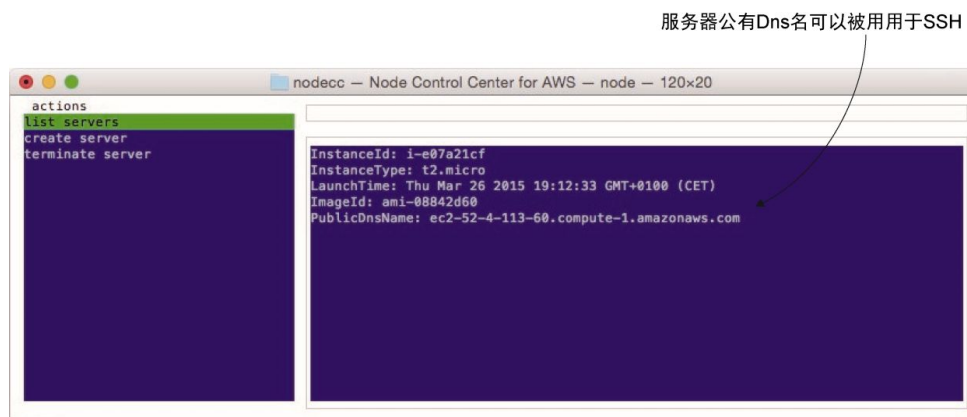 服务器公有Dns名可以被用用于SSH
nodecc — Node Control Center for AWS — node — 120×20
actions
list servers
create server
terminate server
InstanceId: i-e07a21cf
InstanceType: t2.micro
LaunchTime: Thu Mar 26 2015 19:12:33 GMT+0100 (CET)
ImageId: ami-08842d60
PublicDnsName: ec2-52-4-113-60.compute-1.amazonaws.com